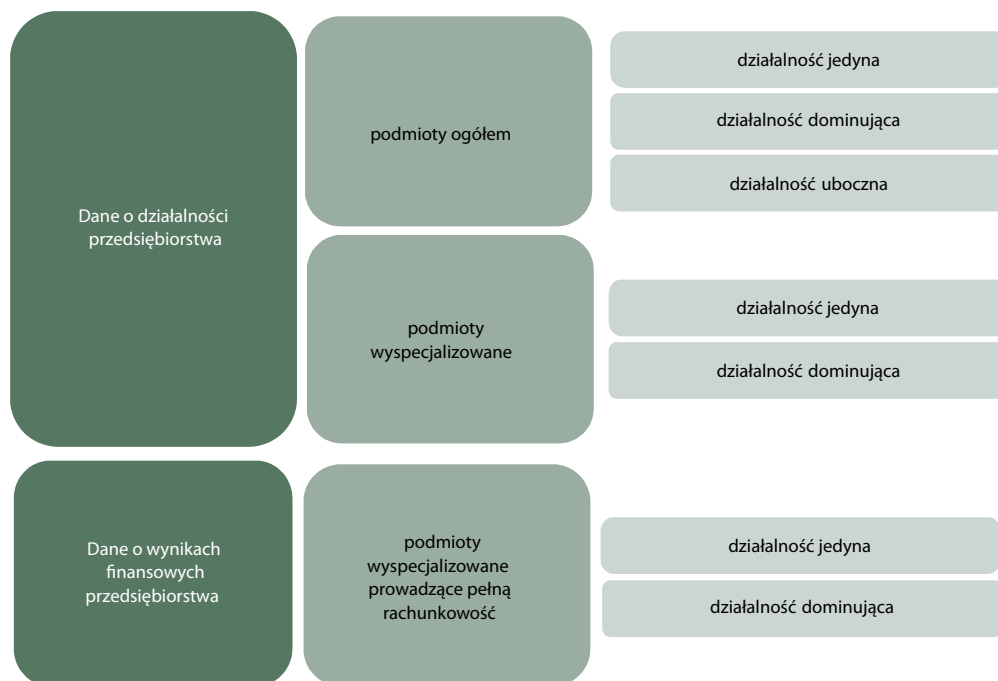 Dane o działalności
przedsiębiorstwa
podmioty ogółem
działalność jedyna
działalność dominująca
działalność uboczna
podmioty
wyspecjalizowane
działalność jedyna
działalność dominująca
Dane o wynikach
finansowych
przedsiębiorstwa
podmioty
wyspecjalizowane
prowadzące pełną
rachunkowość
działalność jedyna
działalność dominująca